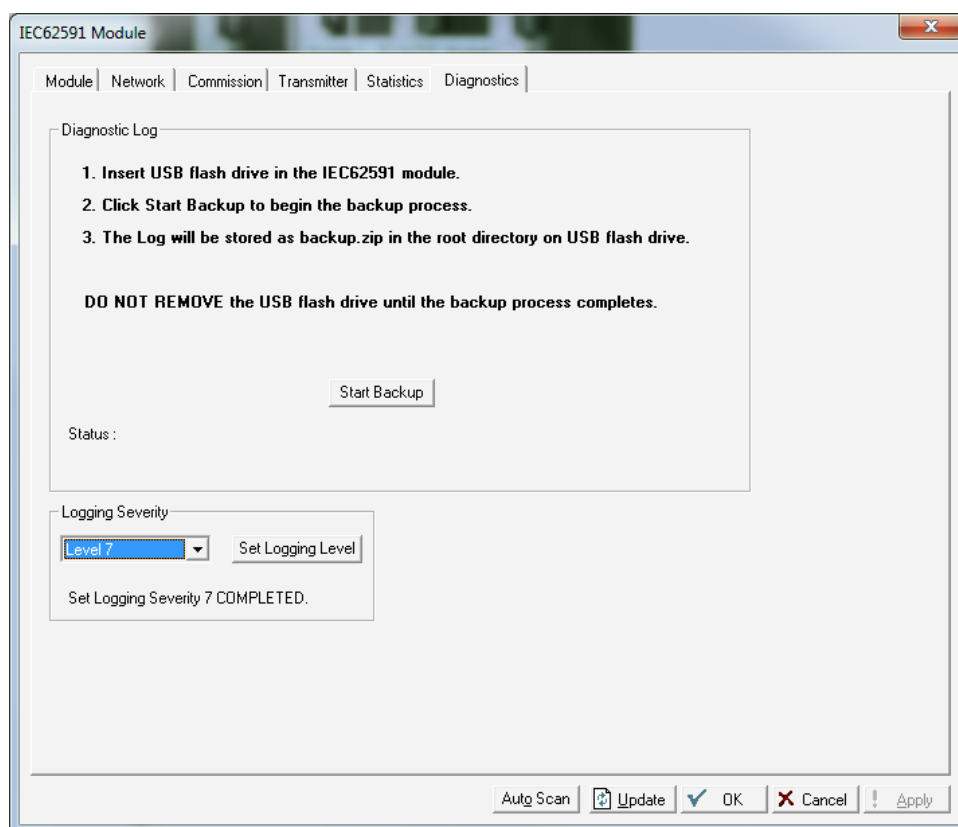 IEC62591 Module
Module Network Commission Transmitter Statistics Diagnostics
Diagnostic Log
1. Insert USB flash drive in the IEC62591 module.
2. Click Start Backup to begin the backup process.
3. The Log will be stored as backup.zip in the root directory on USB flash drive.
DO NOT REMOVE the USB flash drive until the backup process completes.
Start Backup
Status :
Logging Severity
Level 7 Set Logging Level
Set Logging Severity 7 COMPLETED.
Auto Scan Update OK Cancel Apply